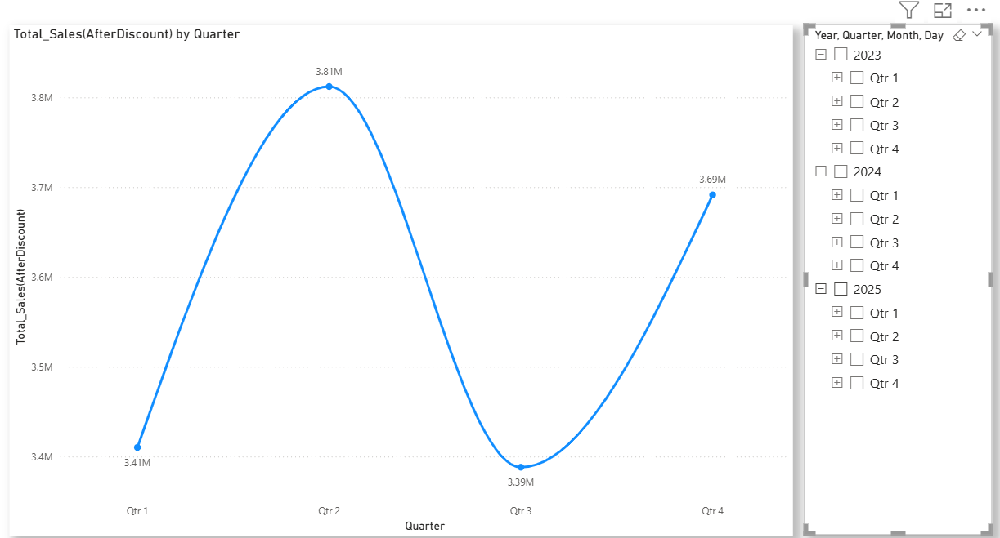 Total_Sales(AfterDiscount) by Quarter
3.81M
3.8M
3.7M
3.69M
3.6M
3.5M
3.4M
3.41M
3.39M
Total_Sales(AfterDiscount)
Qtr 1
Qtr 2
Qtr 3
Qtr 4
Quarter
Year, Quarter, Month, Day
2023
Qtr 1
Qtr 2
Qtr 3
Qtr 4
2024
Qtr 1
Qtr 2
Qtr 3
Qtr 4
2025
Qtr 1
Qtr 2
Qtr 3
Qtr 4